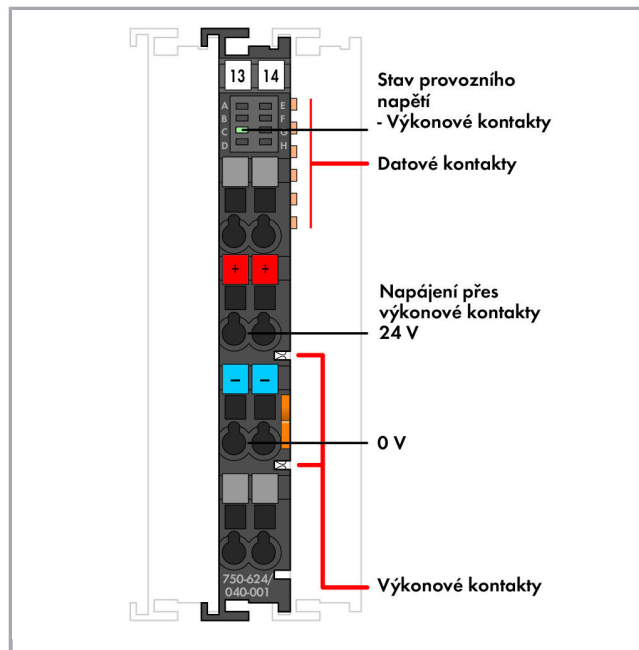 13 14
A E
B F
C G
D H
Stav provozního
napětí
- Výkonové kontakty
Datové kontakty
+ +
Napájení přes
výkonové kontakty
24 V
− −
0 V
750-624/
040-001
Výkonové kontakty